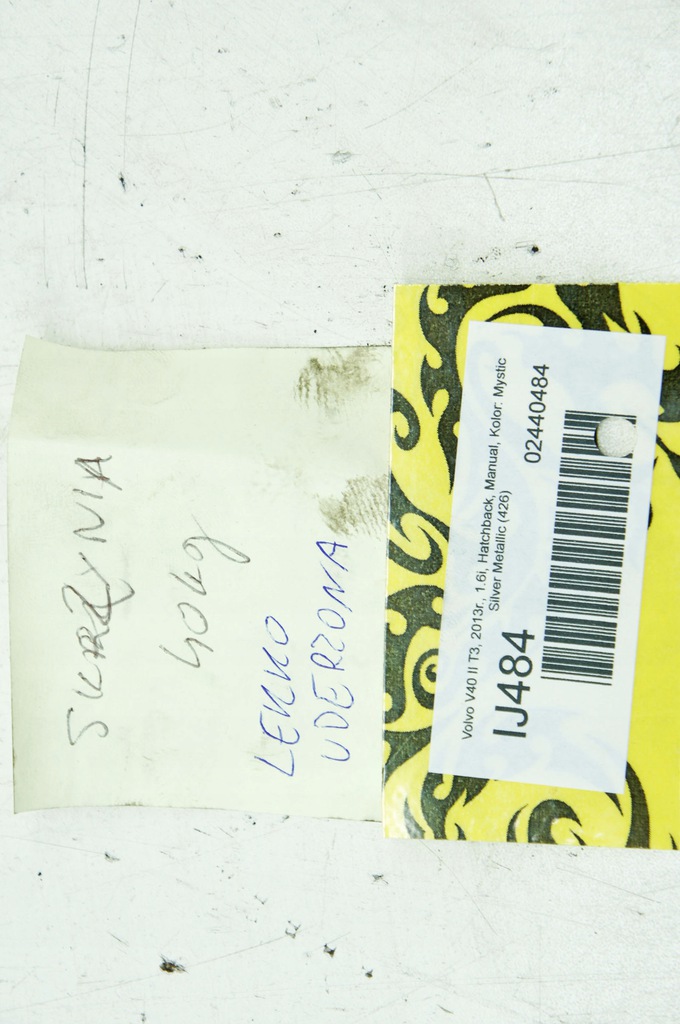 SKRZYNIA
40kg
LEKKO
UDERZONA
Volvo V40 II T3, 2013r., 1.6i, Hatchback, Manual, Kolor: Mystic
Silver Metallic (426)
IJ484
02440484